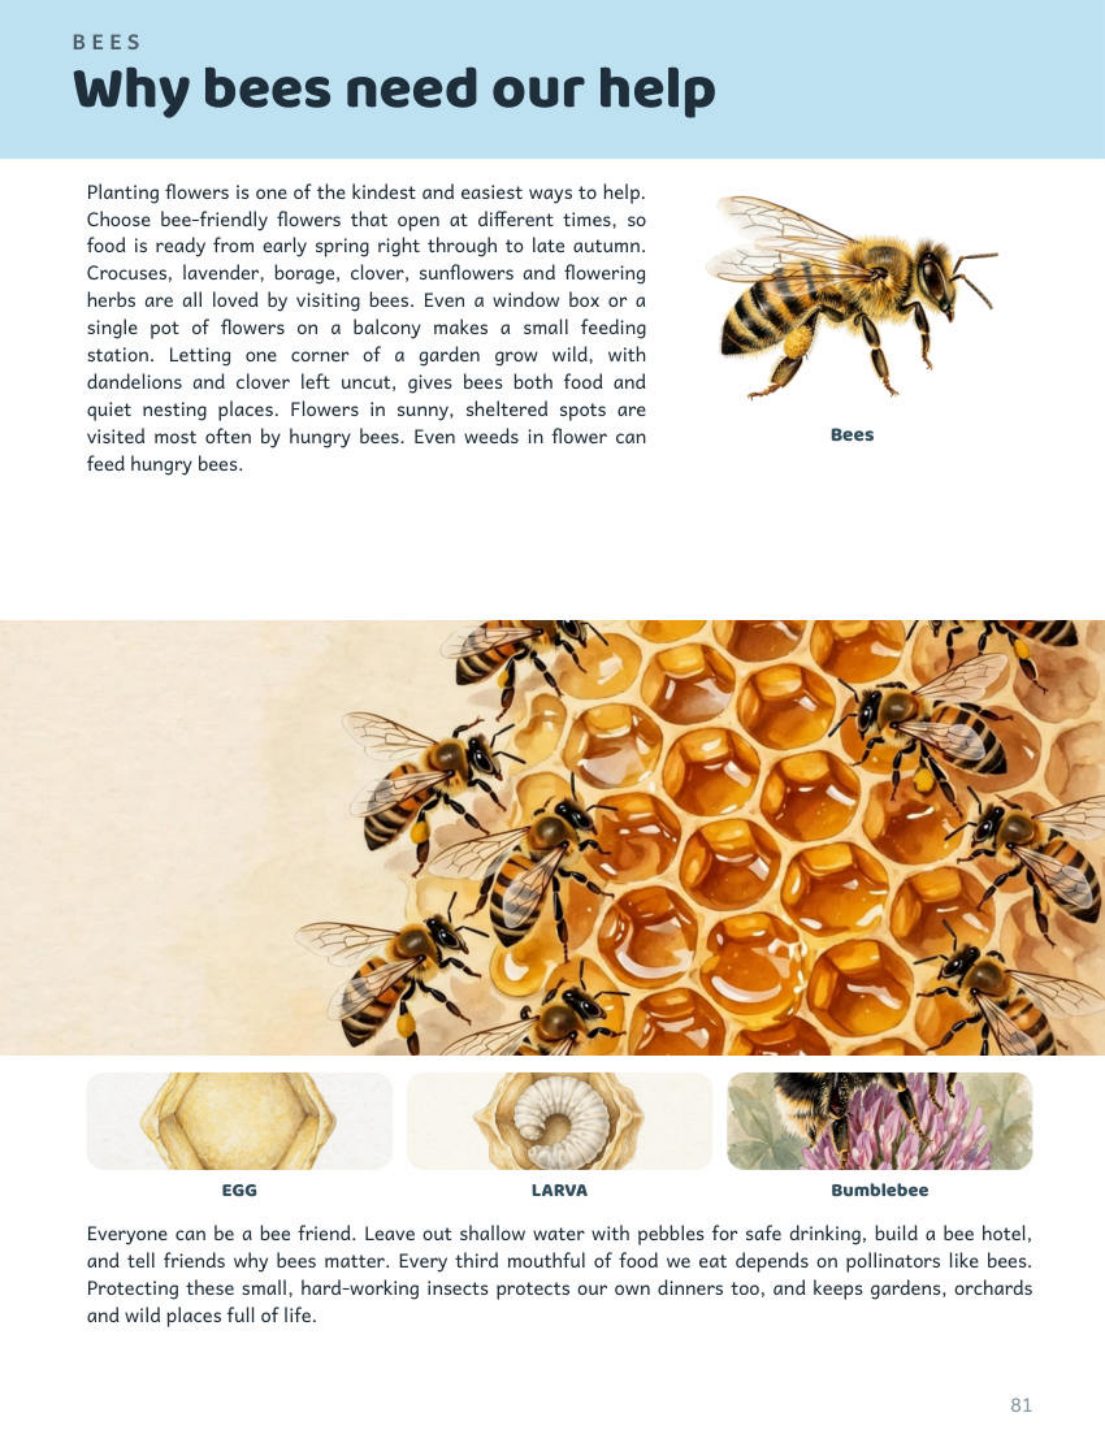 BEES
Why bees need our help
Planting flowers is one of the kindest and easiest ways to help.
Choose bee-friendly flowers that open at different times, so
food is ready from early spring right through to late autumn.
Crocuses, lavender, borage, clover, sunflowers and flowering
herbs are all loved by visiting bees. Even a window box or a
single pot of flowers on a balcony makes a small feeding
station. Letting one corner of a garden grow wild, with
dandelions and clover left uncut, gives bees both food and
quiet nesting places. Flowers in sunny, sheltered spots are
visited most often by hungry bees. Even weeds in flower can
feed hungry bees.
Bees
EGG
LARVA
Bumblebee
Everyone can be a bee friend. Leave out shallow water with pebbles for safe drinking, build a bee hotel,
and tell friends why bees matter. Every third mouthful of food we eat depends on pollinators like bees.
Protecting these small, hard-working insects protects our own dinners too, and keeps gardens, orchards
and wild places full of life.
81